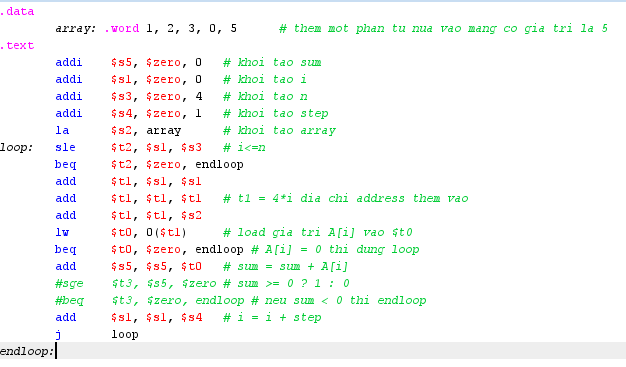 .data
array: .word 1, 2, 3, 0, 5 # them mot phan tu nua vao mang co gia tri la 5
.text
addi $s5, $zero, 0 # khoi tao sum
addi $s1, $zero, 0 # khoi tao i
addi $s3, $zero, 4 # khoi tao n
addi $s4, $zero, 1 # khoi tao step
la $s2, array # khoi tao array
loop: sle $t2, $s1, $s3 # i<=n
beq $t2, $zero, endloop
add $t1, $s1, $s1
add $t1, $t1, $t1 # t1 = 4*i dia chi address them vao
add $t1, $t1, $s2
lw $t0, 0($t1) # load gia tri A[i] vao $t0
beq $t0, $zero, endloop # A[i] = 0 thi dung loop
add $s5, $s5, $t0 # sum = sum + A[i]
#sge $t3, $s5, $zero # sum >= 0 ? 1 : 0
#beq $t3, $zero, endloop # neu sum < 0 thi endloop
add $s1, $s1, $s4 # i = i + step
j loop
endloop: